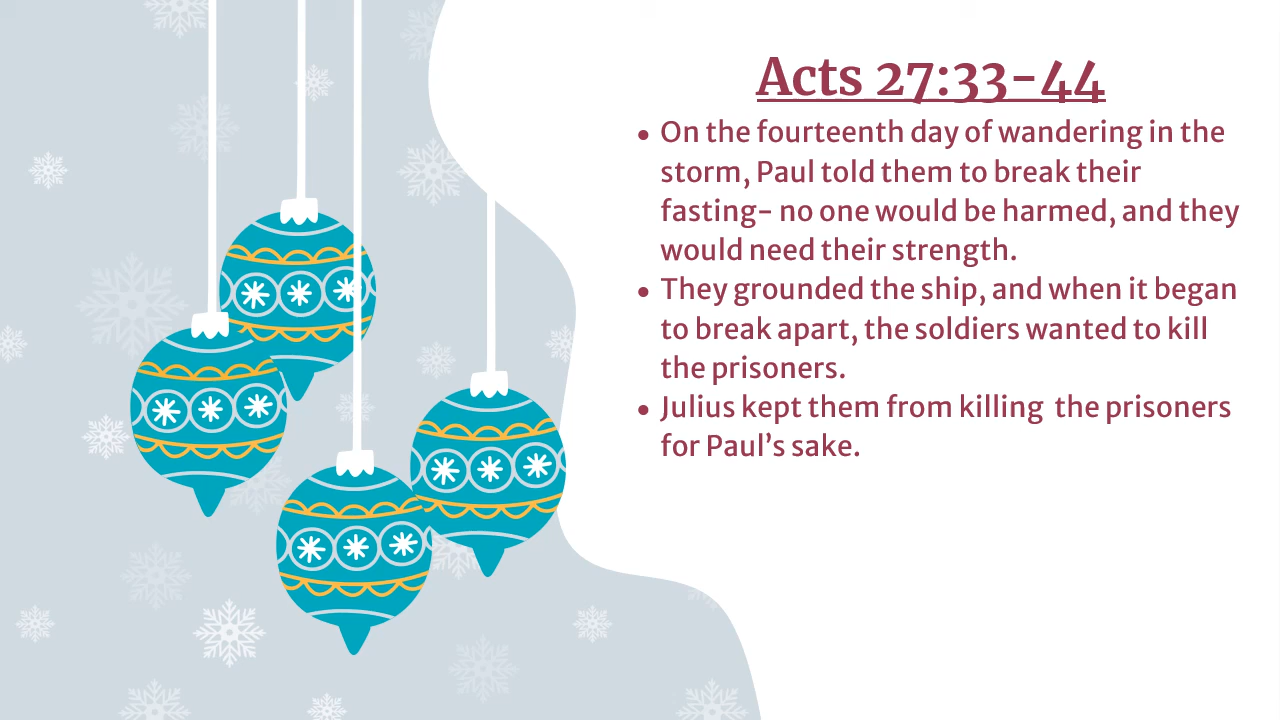 Acts 27:33-44
• On the fourteenth day of wandering in the
storm, Paul told them to break their
fasting- no one would be harmed, and they
would need their strength.
• They grounded the ship, and when it began
to break apart, the soldiers wanted to kill
the prisoners.
• Julius kept them from killing  the prisoners
for Paul’s sake.